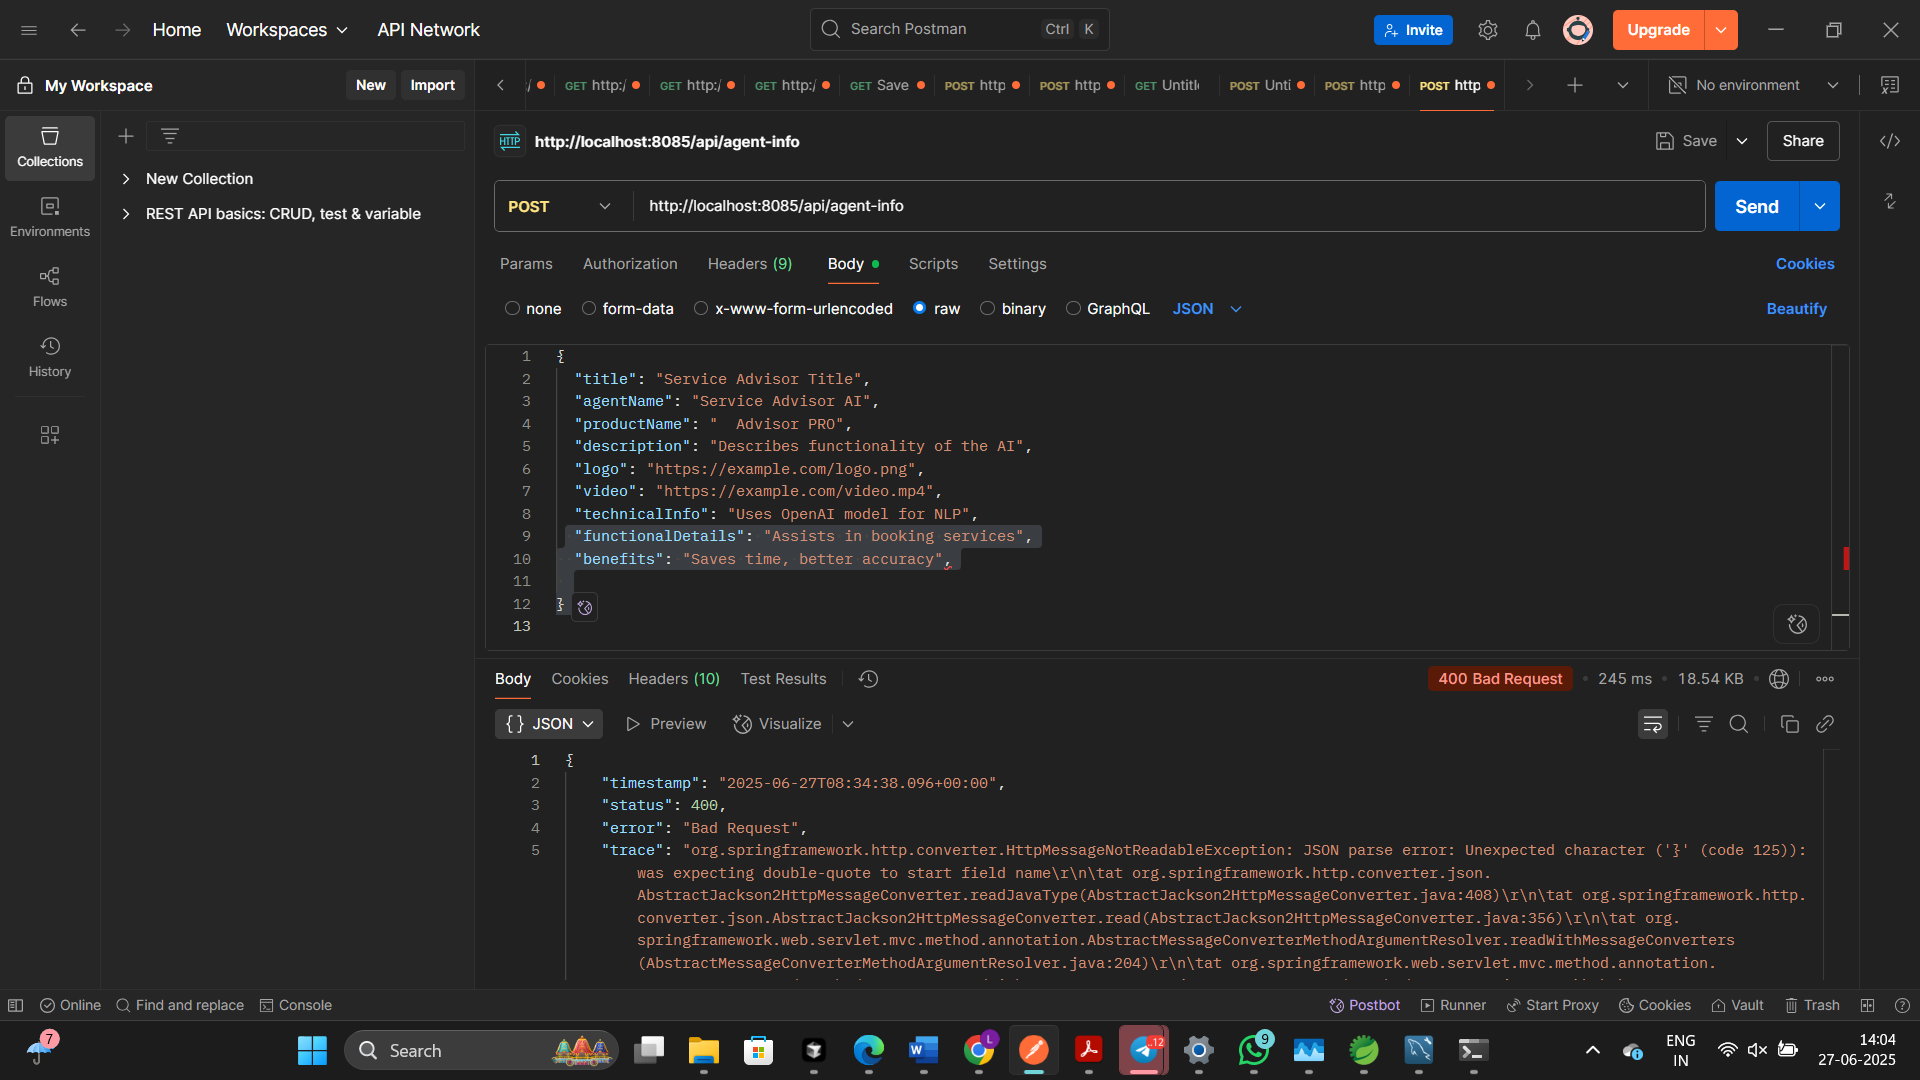 Home
Workspaces
API Network
Search Postman
Ctrl K
Invite
Upgrade
My Workspace
New
Import
GET http:/
GET http:/
GET http:/
GET Save
POST http
POST http
GET Untitle
POST Unti
POST http
POST http
No environment
Collections
Environments
Flows
History
New Collection
REST API basics: CRUD, test & variable
HTTP
http://localhost:8085/api/agent-info
Save
Share
POST
http://localhost:8085/api/agent-info
Send
Params
Authorization
Headers (9)
Body
Scripts
Settings
Cookies
none
form-data
x-www-form-urlencoded
raw
binary
GraphQL
JSON
Beautify
1 {
2 "title": "Service Advisor Title",
3 "agentName": "Service Advisor AI",
4 "productName": "  Advisor PRO",
5 "description": "Describes functionality of the AI",
6 "logo": "https://example.com/logo.png",
7 "video": "https://example.com/video.mp4",
8 "technicalInfo": "Uses OpenAI model for NLP",
9 "functionalDetails": "Assists in booking services",
10 "benefits": "Saves time, better accuracy",
11
12 }
13
Body
Cookies
Headers (10)
Test Results
400 Bad Request
245 ms
18.54 KB
{} JSON
Preview
Visualize
1 {
2 "timestamp": "2025-06-27T08:34:38.096+00:00",
3 "status": 400,
4 "error": "Bad Request",
5 "trace": "org.springframework.http.converter.HttpMessageNotReadableException: JSON parse error: Unexpected character ('}' (code 125)):
was expecting double-quote to start field name\r\n\tat org.springframework.http.converter.json.
AbstractJackson2HttpMessageConverter.readJavaType(AbstractJackson2HttpMessageConverter.java:408)\r\n\tat org.springframework.http.
converter.json.AbstractJackson2HttpMessageConverter.read(AbstractJackson2HttpMessageConverter.java:356)\r\n\tat org.
springframework.web.servlet.mvc.method.annotation.AbstractMessageConverterMethodArgumentResolver.readWithMessageConverters
(AbstractMessageConverterMethodArgumentResolver.java:204)\r\n\tat org.springframework.web.servlet.mvc.method.annotation.
Online
Find and replace
Console
Postbot
Runner
Start Proxy
Cookies
Vault
Trash
7
Search
L
..12
9
ENG
IN
14:04
27-06-2025